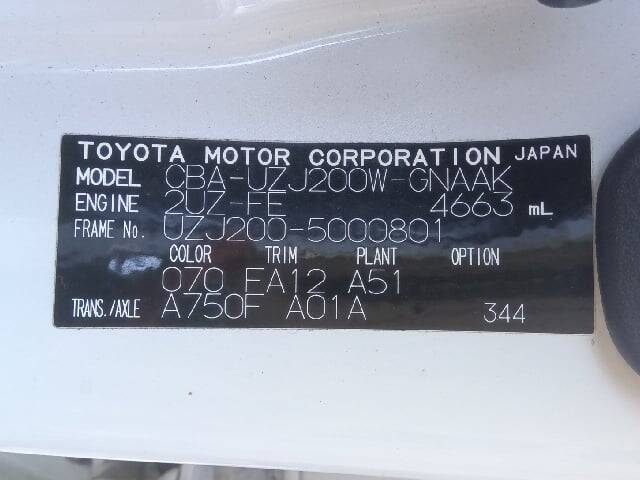 TOYOTA MOTOR CORPORATION JAPAN
MODEL CBA-UZJ200W-GNAAK
ENGINE 2UZ-FE 4663 mL
FRAME No. UZJ200-5000801
COLOR TRIM PLANT OPTION
070 EA12 A51
TRANS./AXLE A750F A01A 344